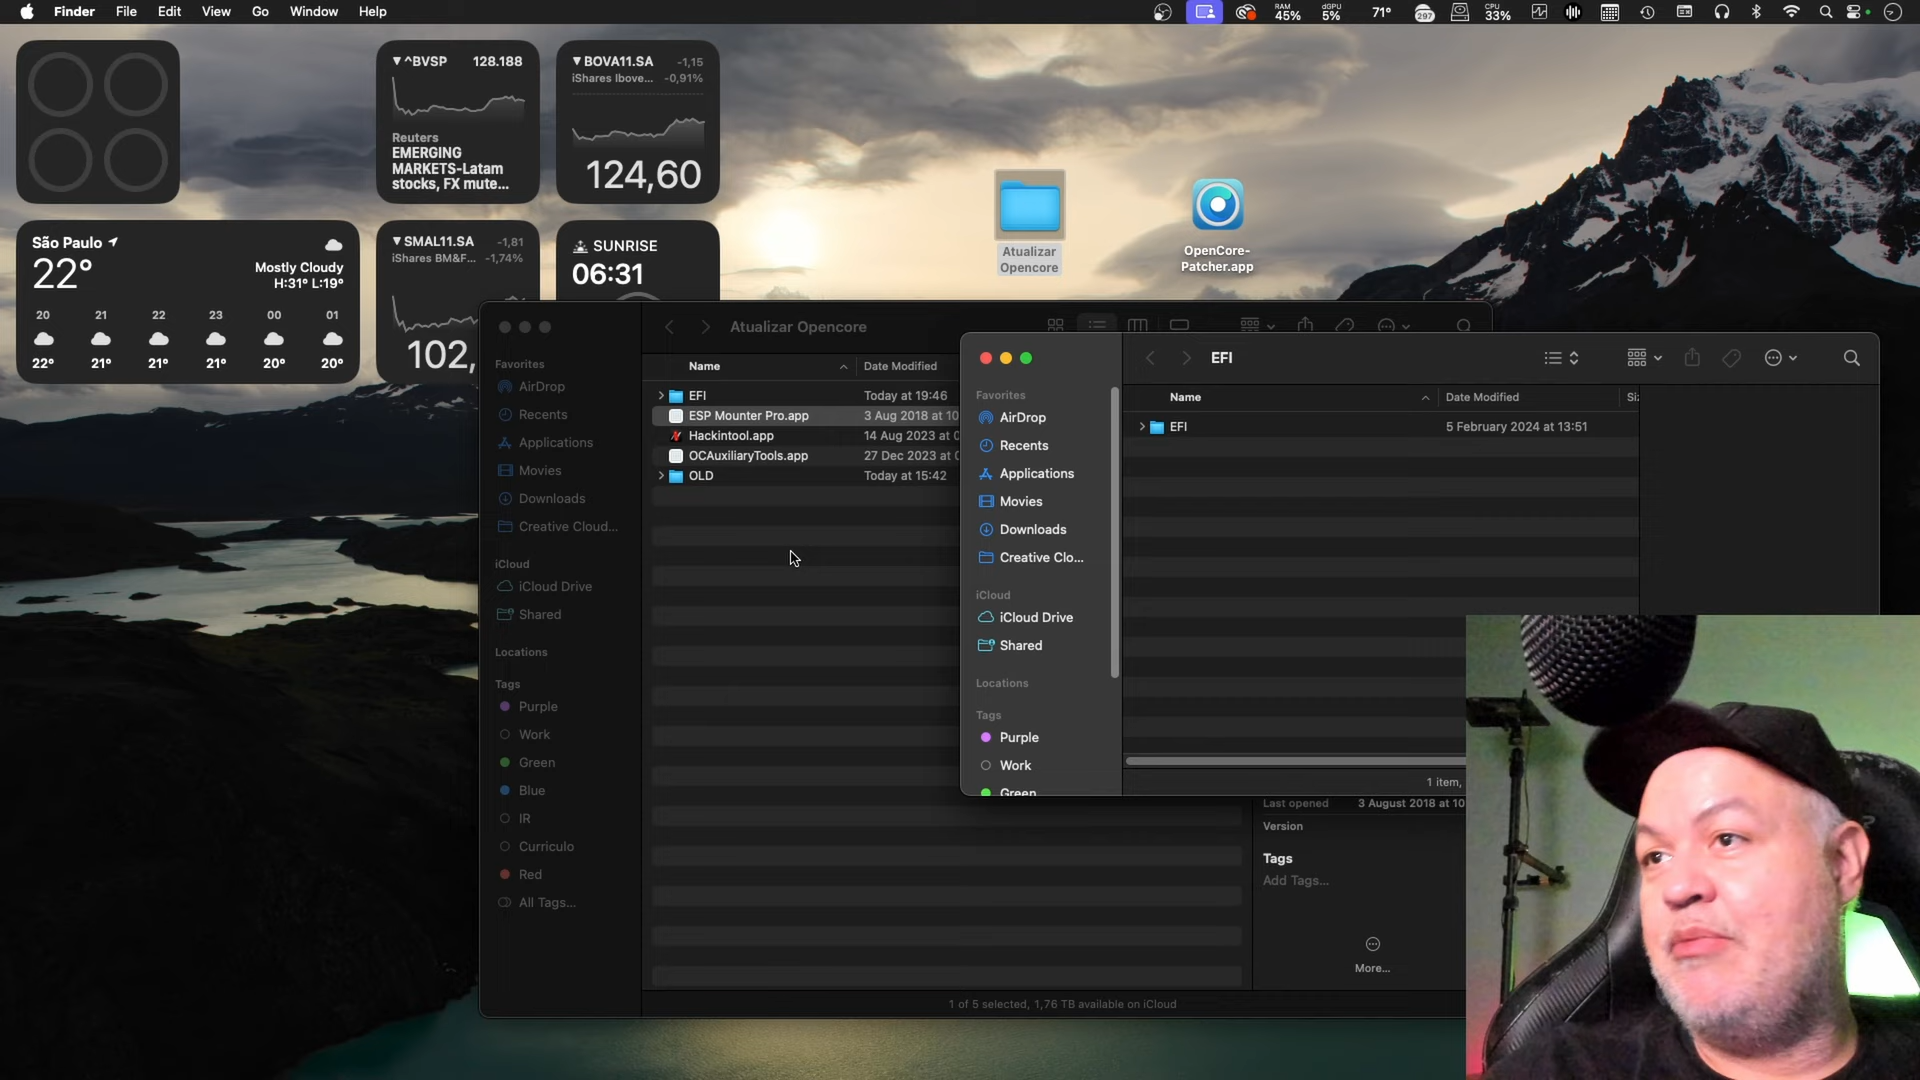 Finder File Edit View Go Window Help
RAM
45%
dGPU
5%
71°
297
CPU
33%
▼ ^BVSP 128.188
Reuters
EMERGING
MARKETS-Latam
stocks, FX mute...
▼ BOVA11.SA -1,15
iShares Ibove... -0,91%
124,60
São Paulo
22°
Mostly Cloudy
H:31° L:19°
20 21 22 23 00 01
22° 21° 21° 21° 20° 20°
▼ SMAL11.SA -1,81
iShares BM&F... -1,74%
102,
SUNRISE
06:31
Atualizar
Opencore
OpenCore-
Patcher.app
Atualizar Opencore
Favorites
AirDrop
Recents
Applications
Movies
Downloads
Creative Cloud...
iCloud
iCloud Drive
Shared
Locations
Tags
Purple
Work
Green
Blue
IR
Curriculo
Red
All Tags...
Name Date Modified
EFI Today at 19:46
ESP Mounter Pro.app 3 Aug 2018 at 10
Hackintool.app 14 Aug 2023 at
OCAuxiliaryTools.app 27 Dec 2023 at
OLD Today at 15:42
EFI
Favorites
AirDrop
Recents
Applications
Movies
Downloads
Creative Clo...
iCloud
iCloud Drive
Shared
Locations
Tags
Purple
Work
Green
Name Date Modified
EFI 5 February 2024 at 13:51
1 item,
Last opened 3 August 2018 at 10
Version
Tags
Add Tags...
More...
1 of 5 selected, 1,76 TB available on iCloud